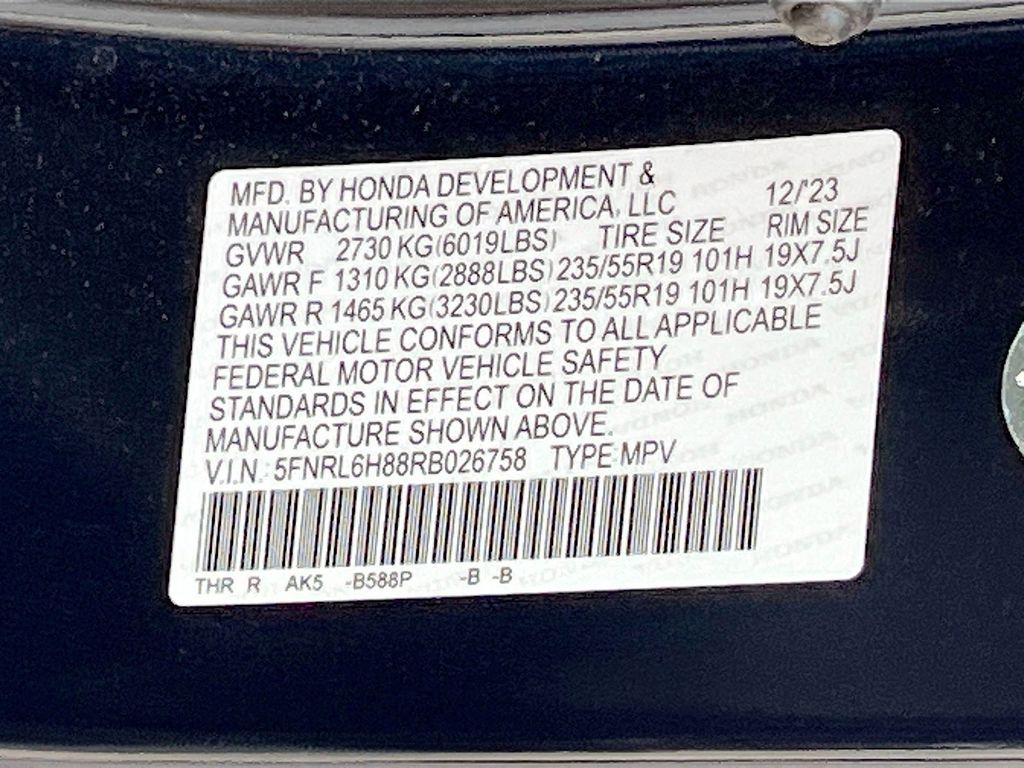 MFD. BY HONDA DEVELOPMENT &
MANUFACTURING OF AMERICA, LLC 12/'23
GVWR 2730 KG(6019LBS) TIRE SIZE RIM SIZE
GAWR F 1310 KG(2888LBS) 235/55R19 101H 19X7.5J
GAWR R 1465 KG(3230LBS) 235/55R19 101H 19X7.5J
THIS VEHICLE CONFORMS TO ALL APPLICABLE
FEDERAL MOTOR VEHICLE SAFETY
STANDARDS IN EFFECT ON THE DATE OF
MANUFACTURE SHOWN ABOVE.
V.I.N.: 5FNRL6H88RB026758 TYPE:MPV
THR R AK5 -B588P -B -B